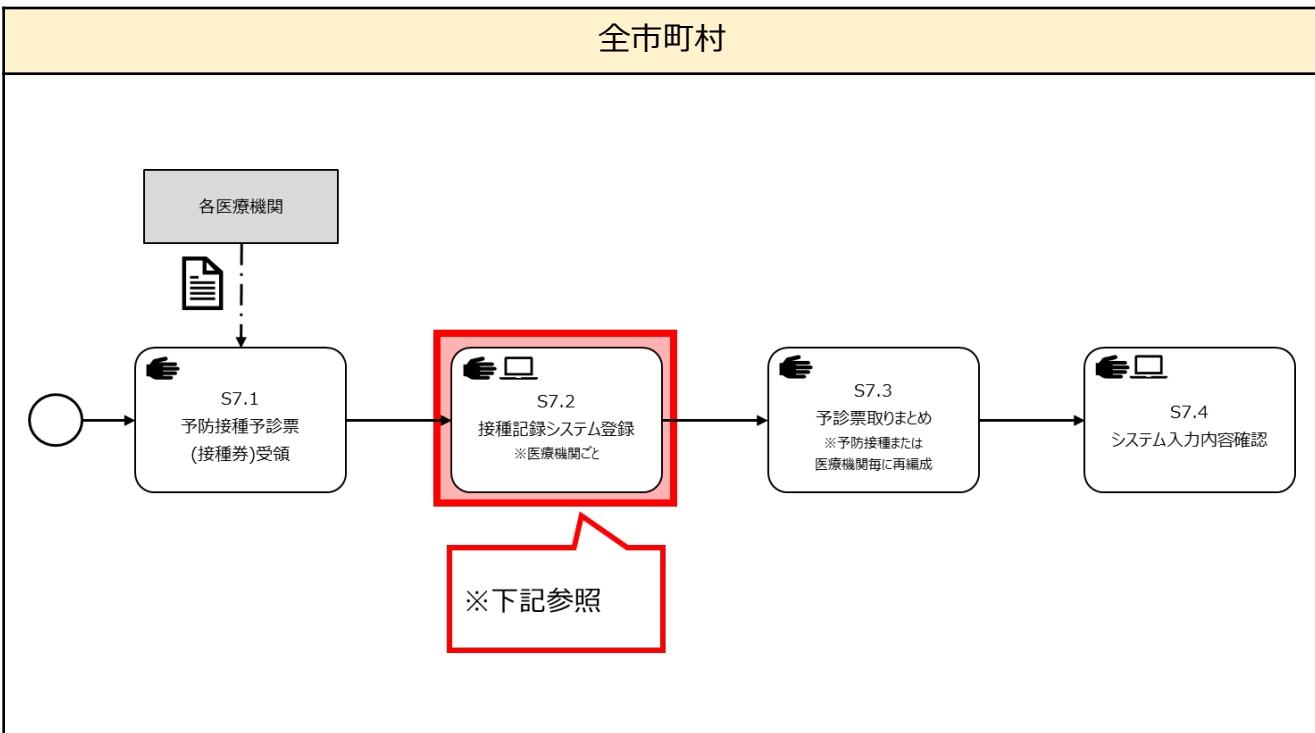 全市町村
各医療機関
S7.1
予防接種予診票
(接種券)受領
S7.2
接種記録システム登録
※医療機関ごと
S7.3
予診票取りまとめ
※予防接種または
医療機関毎に再編成
S7.4
システム入力内容確認
※下記参照